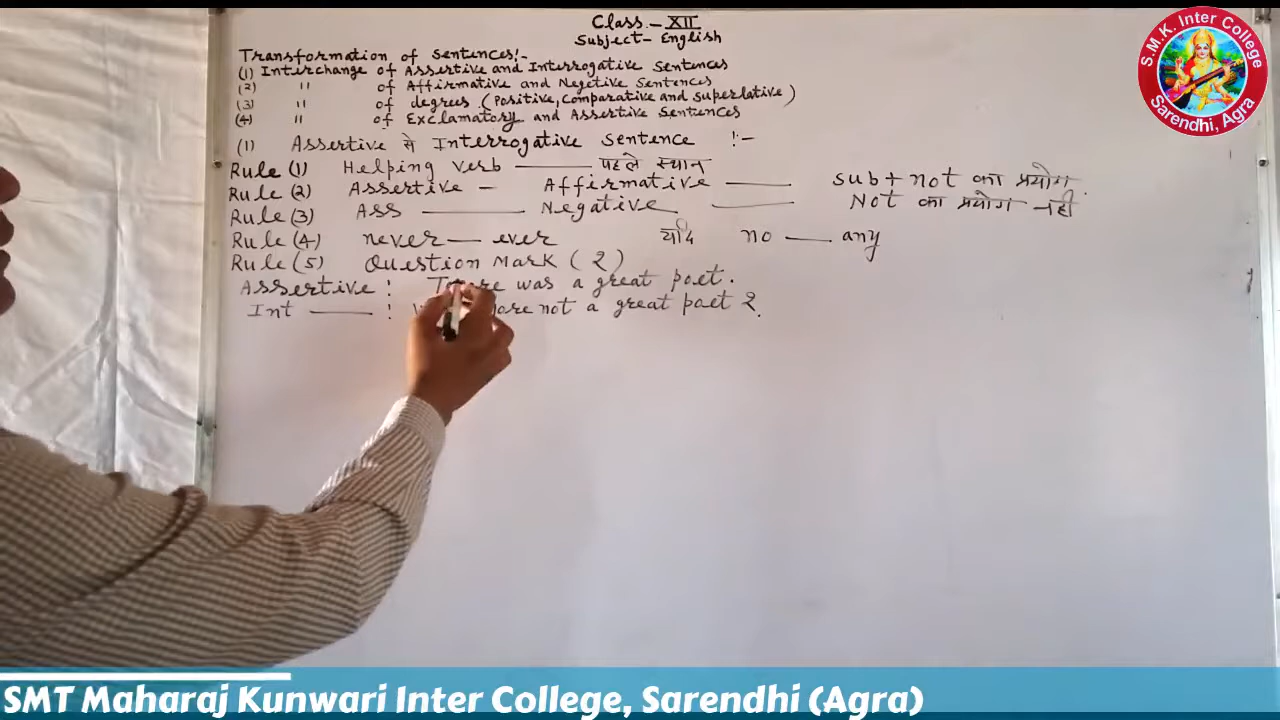 Class - XII
Subject - English
Transformation of Sentences:-
(1) Interchange of Assertive and Interrogative Sentences
(2) " of Affirmative and Negetive Sentences
(3) " of degrees (Positive, Comparative and Superlative)
(4) " of Exclamatory and Assertive Sentences
(1) Assertive से Interrogative Sentence :-
Rule (1) Helping verb —— पहले स्थान
Rule (2) Assertive - Affirmative —— Sub + not का प्रयोग
Rule (3) Ass —— Negative —— Not का प्रयोग नहीं
Rule (4) never — ever यदि no — any
Rule (5) Question Mark (?)
Assertive : was a great poet.
Int —— : not a great poet ?
S.M.K. Inter College
Sarendhi, Agra
SMT Maharaj Kunwari Inter College, Sarendhi (Agra)